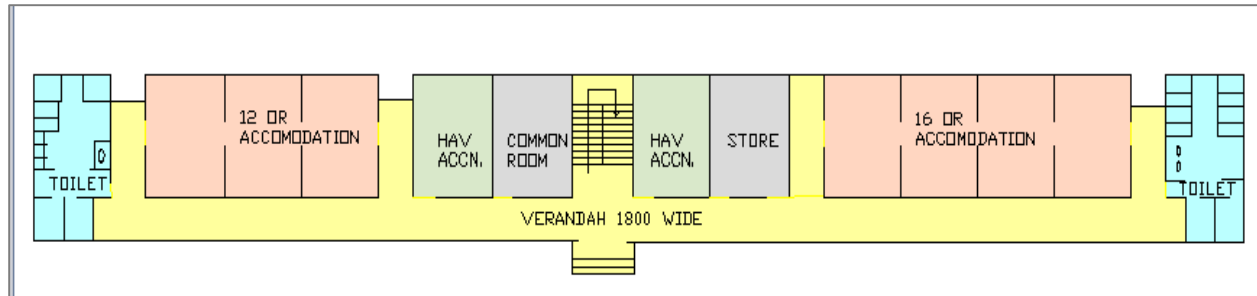 12 OR
ACCOMODATION
HAV
ACCN.
COMMON
ROOM
HAV
ACCN.
STORE
16 OR
ACCOMODATION
TOILET
TOILET
VERANDAH 1800 WIDE